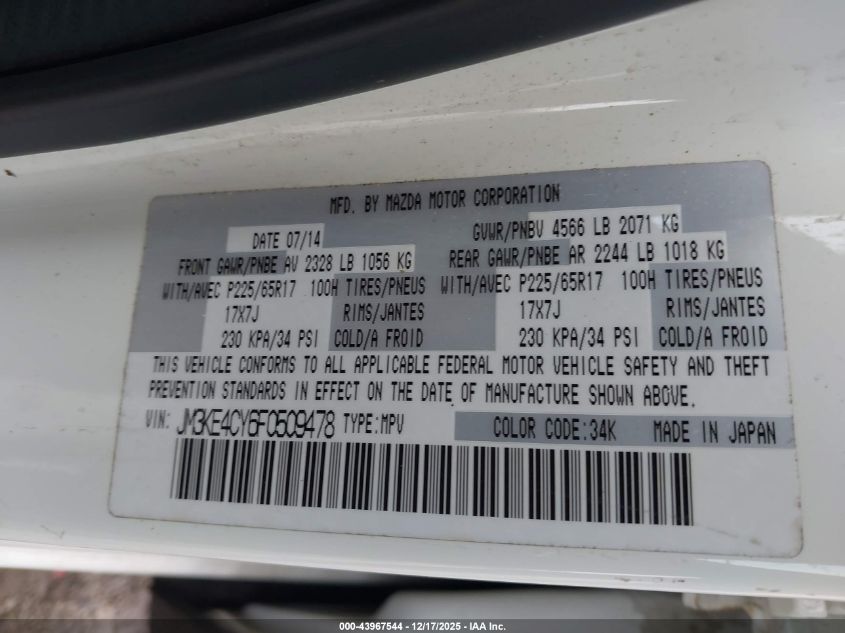 MFD. BY MAZDA MOTOR CORPORATION
DATE 07/14 GVWR/PNBV 4566 LB 2071 KG
FRONT GAWR/PNBE AV 2328 LB 1056 KG REAR GAWR/PNBE AR 2244 LB 1018 KG
WITH/AVEC P225/65R17 100H TIRES/PNEUS WITH/AVEC P225/65R17 100H TIRES/PNEUS
17X7J RIMS/JANTES 17X7J RIMS/JANTES
230 KPA/34 PSI COLD/A FROID 230 KPA/34 PSI COLD/A FROID
THIS VEHICLE CONFORMS TO ALL APPLICABLE FEDERAL MOTOR VEHICLE SAFETY AND THEFT
PREVENTION STANDARDS IN EFFECT ON THE DATE OF MANUFACTURE SHOWN ABOVE.
VIN: JM3KE4CY6F0509478 TYPE:MPV COLOR CODE:34K MADE IN JAPAN
000-43967544 - 12/17/2025 - IAA Inc.